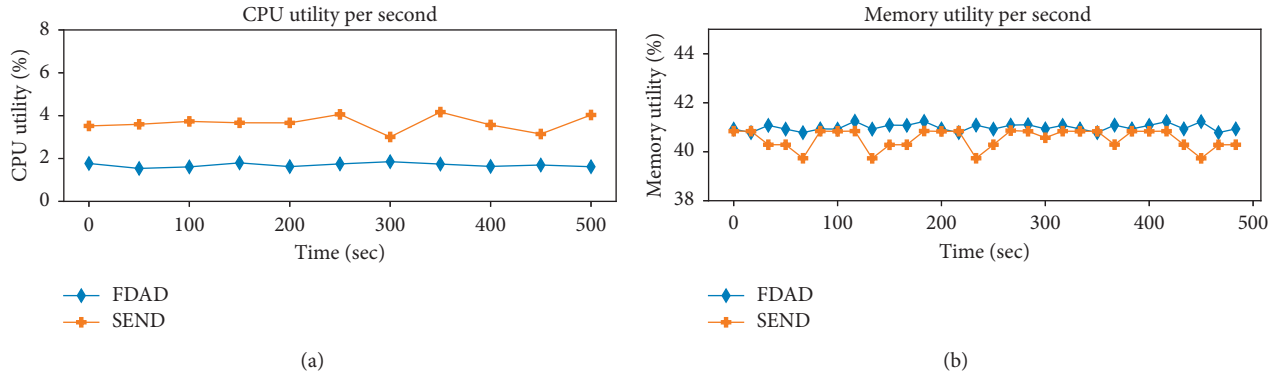 CPU utility per second
CPU utility (%)
8
6
4
2
0
0 100 200 300 400 500
Time (sec)
FDAD
SEND
(a)
Memory utility per second
Memory utility (%)
44
42
40
38
0 100 200 300 400 500
Time (sec)
FDAD
SEND
(b)